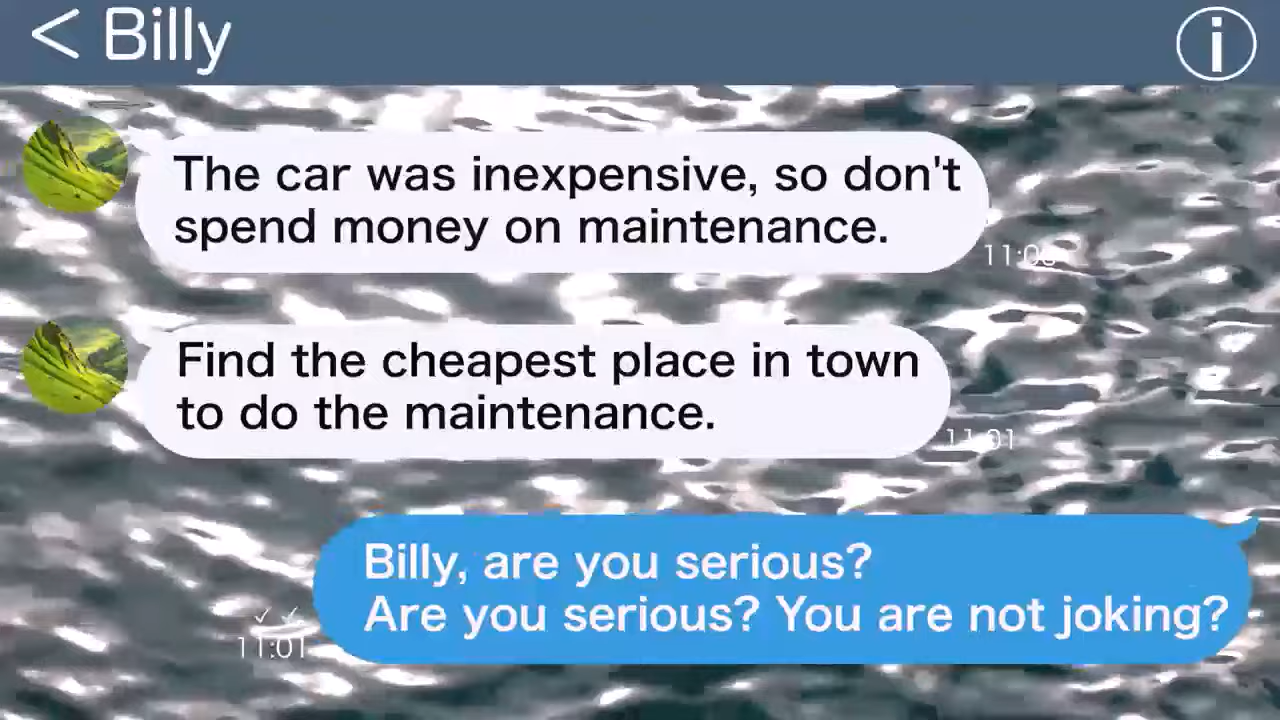 < Billy
The car was inexpensive, so don't
spend money on maintenance.
Find the cheapest place in town
to do the maintenance.
11:01
Billy, are you serious?
Are you serious? You are not joking?
11:01